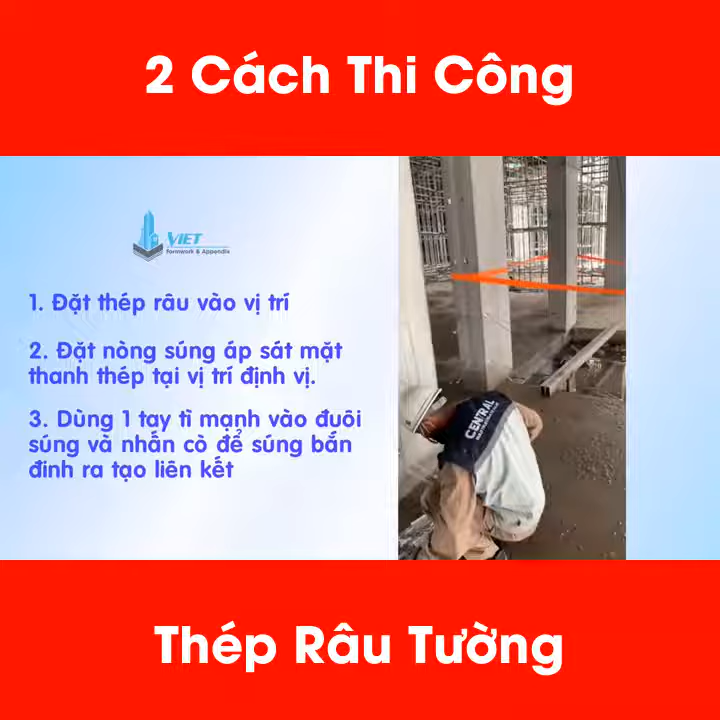 2 Cách Thi Công
VIET
Formwork & Appendix
1. Đặt thép râu vào vị trí
2. Đặt nòng súng áp sát mặt
thanh thép tại vị trí định vị.
3. Dùng 1 tay tì mạnh vào đuôi
súng và nhấn cò để súng bắn
đinh ra tạo liên kết
CENTRAL
Thép Râu Tường